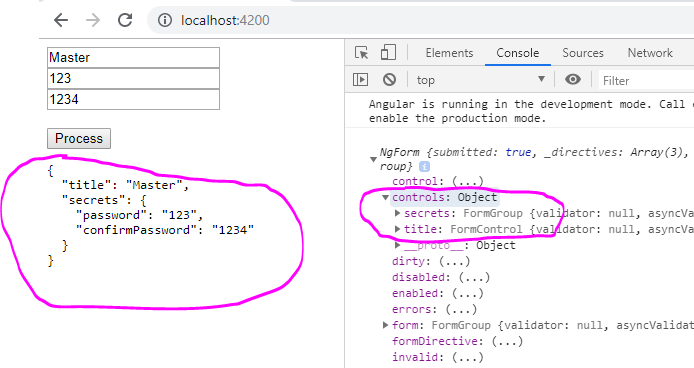 localhost:4200
Master
123
1234
Process
{
"title": "Master",
"secrets": {
"password": "123",
"confirmPassword": "1234"
}
}
Elements Console Sources Network
top Filter
Angular is running in the development mode. Call
enable the production mode.
NgForm {submitted: true, _directives: Array(3),
roup} i
control: (...)
controls: Object
secrets: FormGroup {validator: null, asyncVa
title: FormControl {validator: null, asyncVa
__proto__: Object
dirty: (...)
disabled: (...)
enabled: (...)
errors: (...)
form: FormGroup {validator: null, asyncValidat
formDirective: (...)
invalid: (...)